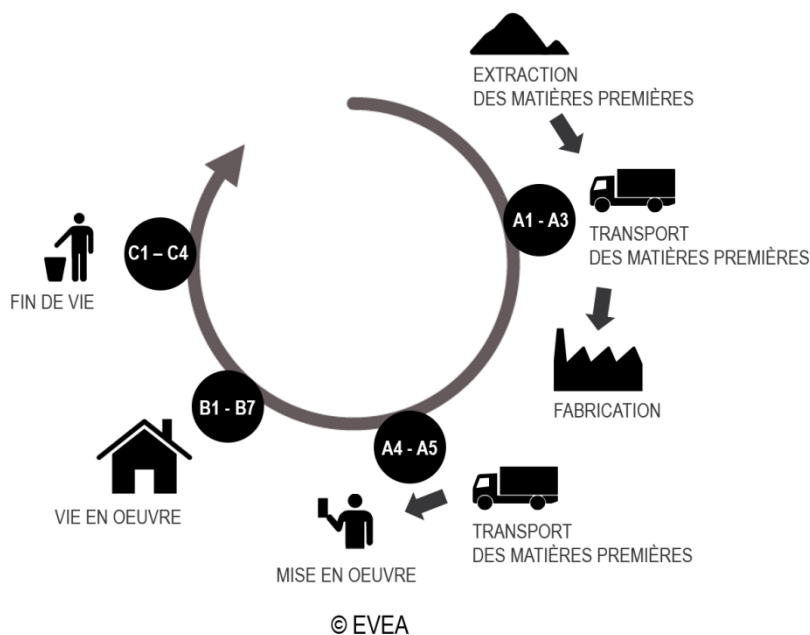 EXTRACTION
DES MATIÈRES PREMIÈRES
A1 - A3
TRANSPORT
DES MATIÈRES PREMIÈRES
FABRICATION
A4 - A5
TRANSPORT
DES MATIÈRES PREMIÈRES
MISE EN OEUVRE
B1 - B7
VIE EN OEUVRE
C1 – C4
FIN DE VIE
© EVEA